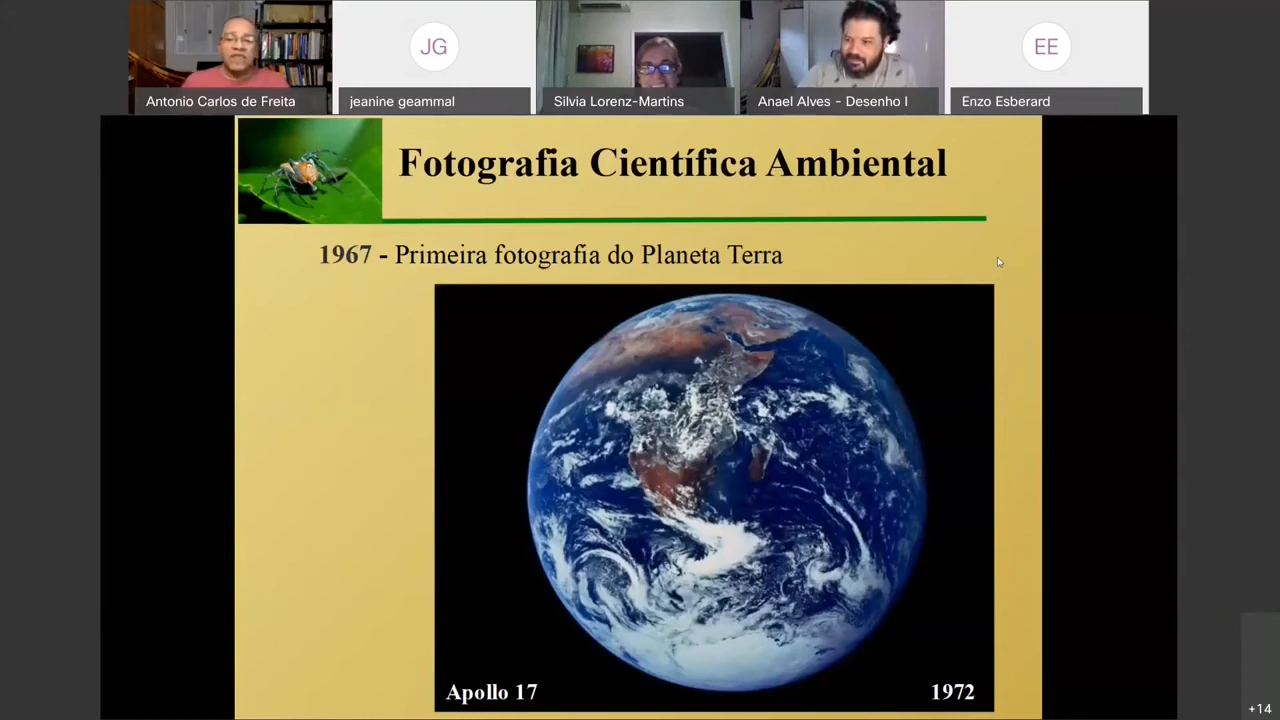 JG
EE
Antonio Carlos de Freita
jeanine geammal
Silvia Lorenz-Martins
Anael Alves - Desenho I
Enzo Esberard
Fotografia Científica Ambiental
1967 - Primeira fotografia do Planeta Terra
Apollo 17
1972
+14